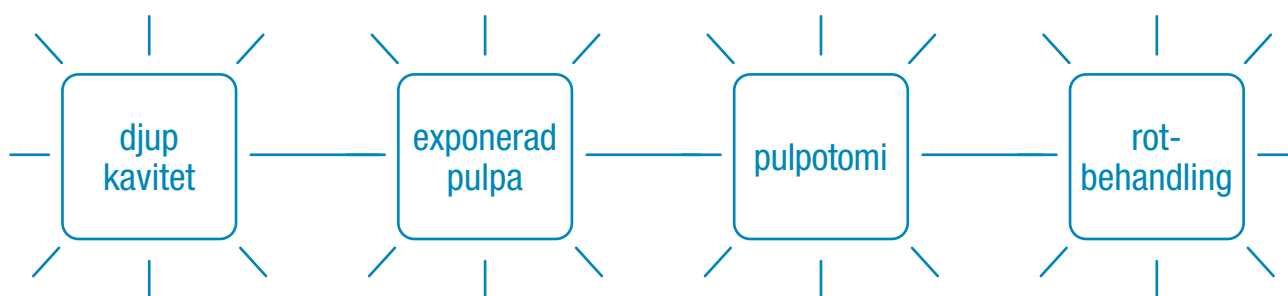 djup
kavitet
exponerad
pulpa
pulpotomi
rot-
behandling